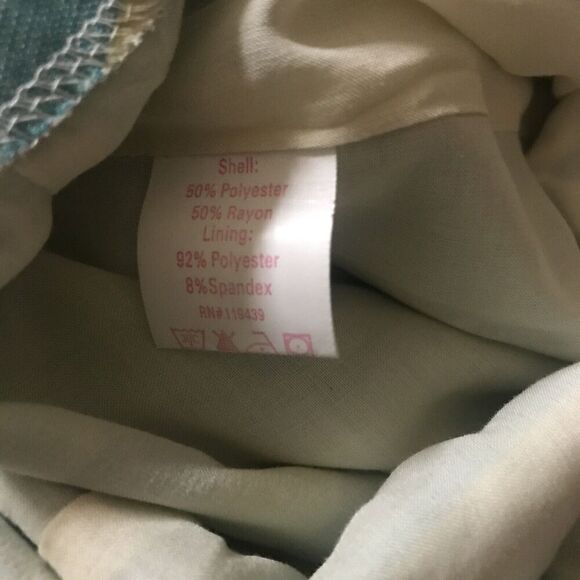 Shell:
50% Polyester
50% Rayon
Lining:
92% Polyester
8%Spandex
RN#:119439